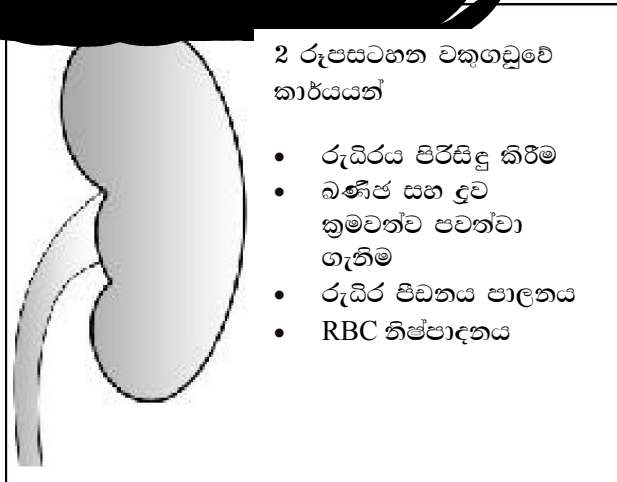 2 රූපසටහන වකුගඩුවේ
කාර්යයන්
• රුධිරය පිරිසිඳු කිරීම
• ඛණිජ සහ ද්‍රව
ක්‍රමවත්ව පවත්වා
ගැනිම
• රුධිර පීඩනය පාලනය
• RBC නිෂ්පාදනය